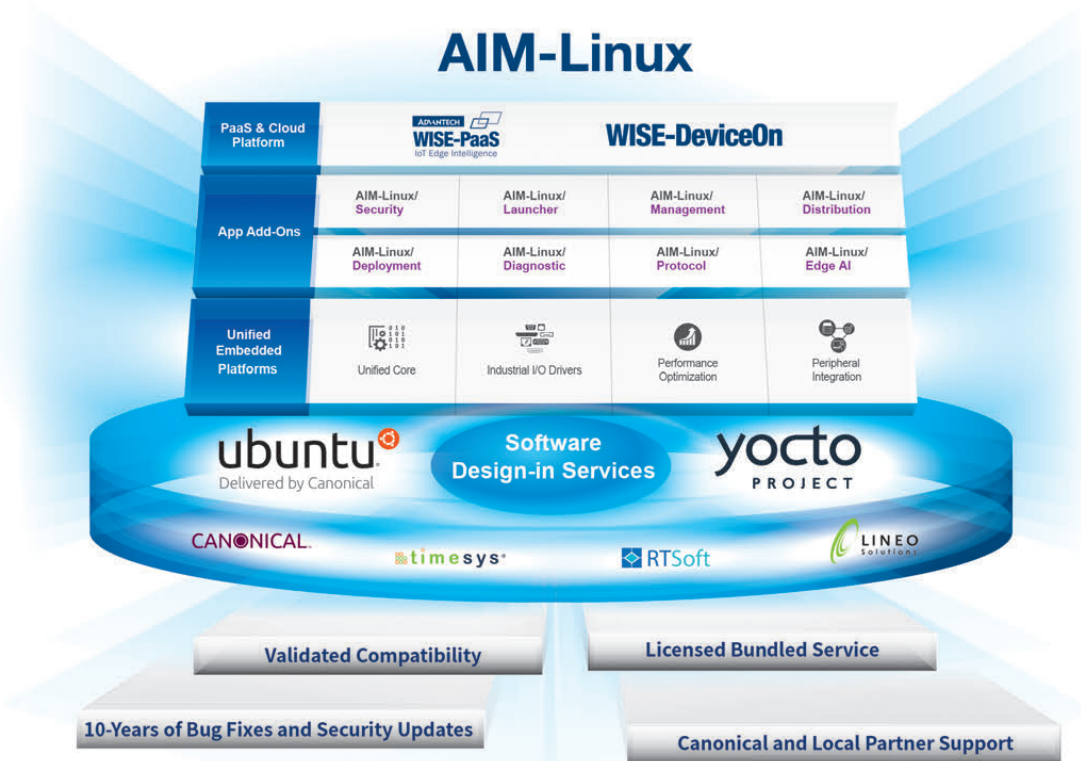 AIM-Linux
PaaS & Cloud
Platform
ADVANTECH
WISE-PaaS
IoT Edge Intelligence
WISE-DeviceOn
App Add-Ons
AIM-Linux/
Security
AIM-Linux/
Launcher
AIM-Linux/
Management
AIM-Linux/
Distribution
AIM-Linux/
Deployment
AIM-Linux/
Diagnostic
AIM-Linux/
Protocol
AIM-Linux/
Edge AI
Unified
Embedded
Platforms
010
101
010
101
Unified Core
Industrial I/O Drivers
Performance
Optimization
Peripheral
Integration
ubuntu
Delivered by Canonical
Software
Design-in Services
yocto
PROJECT
CANONICAL
timesys
RTSoft
LINEO
Solutions
Validated Compatibility
Licensed Bundled Service
10-Years of Bug Fixes and Security Updates
Canonical and Local Partner Support